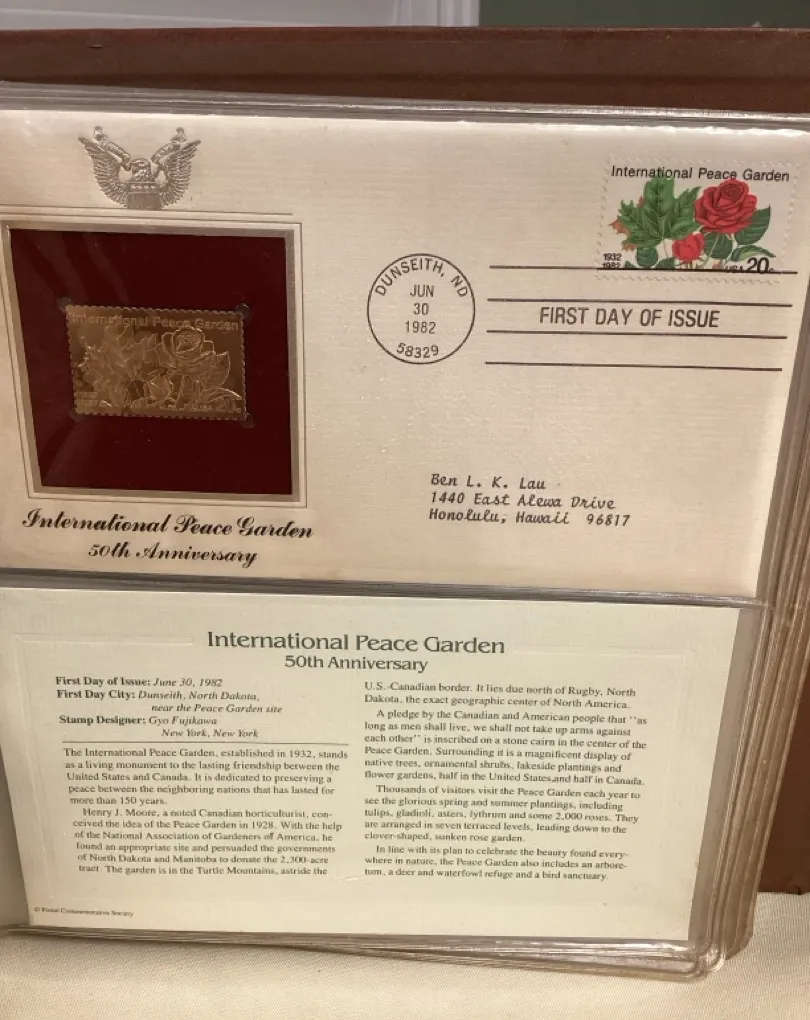 International Peace Garden
1932
1982
USA 20c
International Peace Garden
20c
DUNSEITH, ND
JUN
30
1982
58329
FIRST DAY OF ISSUE
Ben L. K. Lau
1440 East Alewa Drive
Honolulu, Hawaii 96817
International Peace Garden
50th Anniversary
International Peace Garden
50th Anniversary
First Day of Issue: June 30, 1982
First Day City: Dunseith, North Dakota,
near the Peace Garden site
Stamp Designer: Gyo Fujikawa
New York, New York
The International Peace Garden, established in 1932, stands
as a living monument to the lasting friendship between the
United States and Canada. It is dedicated to preserving a
peace between the neighboring nations that has lasted for
more than 150 years.
Henry J. Moore, a noted Canadian horticulturist, con-
ceived the idea of the Peace Garden in 1928. With the help
of the National Association of Gardeners of America, he
found an appropriate site and persuaded the governments
of North Dakota and Manitoba to donate the 2,300-acre
tract. The garden is in the Turtle Mountains, astride the
U.S.-Canadian border. It lies due north of Rugby, North
Dakota, the exact geographic center of North America.
A pledge by the Canadian and American people that "as
long as men shall live, we shall not take up arms against
each other" is inscribed on a stone cairn in the center of the
Peace Garden. Surrounding it is a magnificent display of
native trees, ornamental shrubs, lakeside plantings and
flower gardens, half in the United States,and half in Canada.
Thousands of visitors visit the Peace Garden each year to
see the glorious spring and summer plantings, including
tulips, gladioli, asters, lythrum and some 2,000 roses. They
are arranged in seven terraced levels, leading down to the
clover-shaped, sunken rose garden.
In line with its plan to celebrate the beauty found every-
where in nature, the Peace Garden also includes an arbore-
tum, a deer and waterfowl refuge and a bird sanctuary.
© Postal Commemorative Society